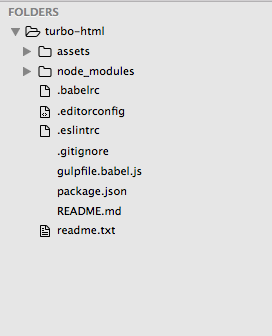 FOLDERS
turbo-html
assets
node_modules
.babelrc
.editorconfig
.eslintrc
.gitignore
gulpfile.babel.js
package.json
README.md
readme.txt